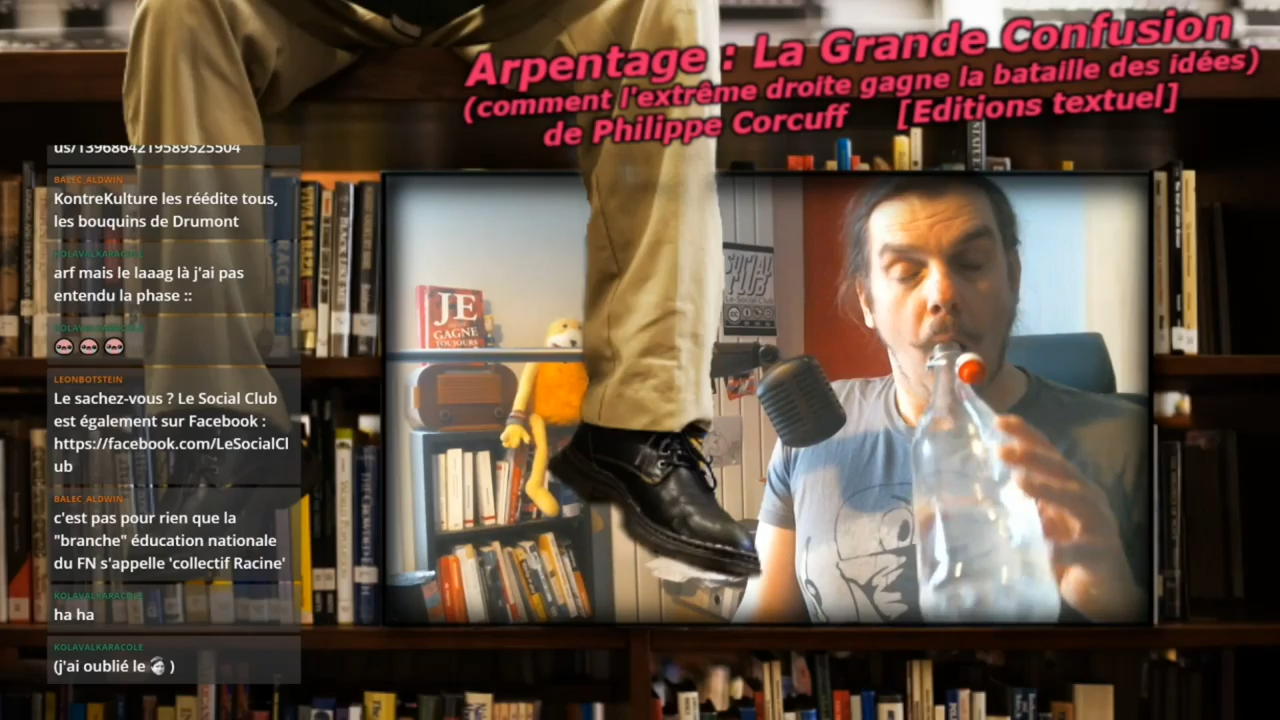 Arpentage : La Grande Confusion
(comment l'extrême droite gagne la bataille des idées)
de Philippe Corcuff [Editions textuel]
us/1396864219589525504
BALEC_ALDWIN
KontreKulture les réédite tous,
les bouquins de Drumont
KOLAVALKARACOLE
arf mais le laaag là j'ai pas
entendu la phase ::
KOLAVALKARACOLE
LEONBOTSTEIN
Le sachez-vous ? Le Social Club
est également sur Facebook :
https://facebook.com/LeSocialCl
ub
BALEC_ALDWIN
c'est pas pour rien que la
"branche" éducation nationale
du FN s'appelle 'collectif Racine'
KOLAVALKARACOLE
ha ha
KOLAVALKARACOLE
(j'ai oublié le )
JE
GAGNE
TOUJOURS
SOCIAL
Le Social Club